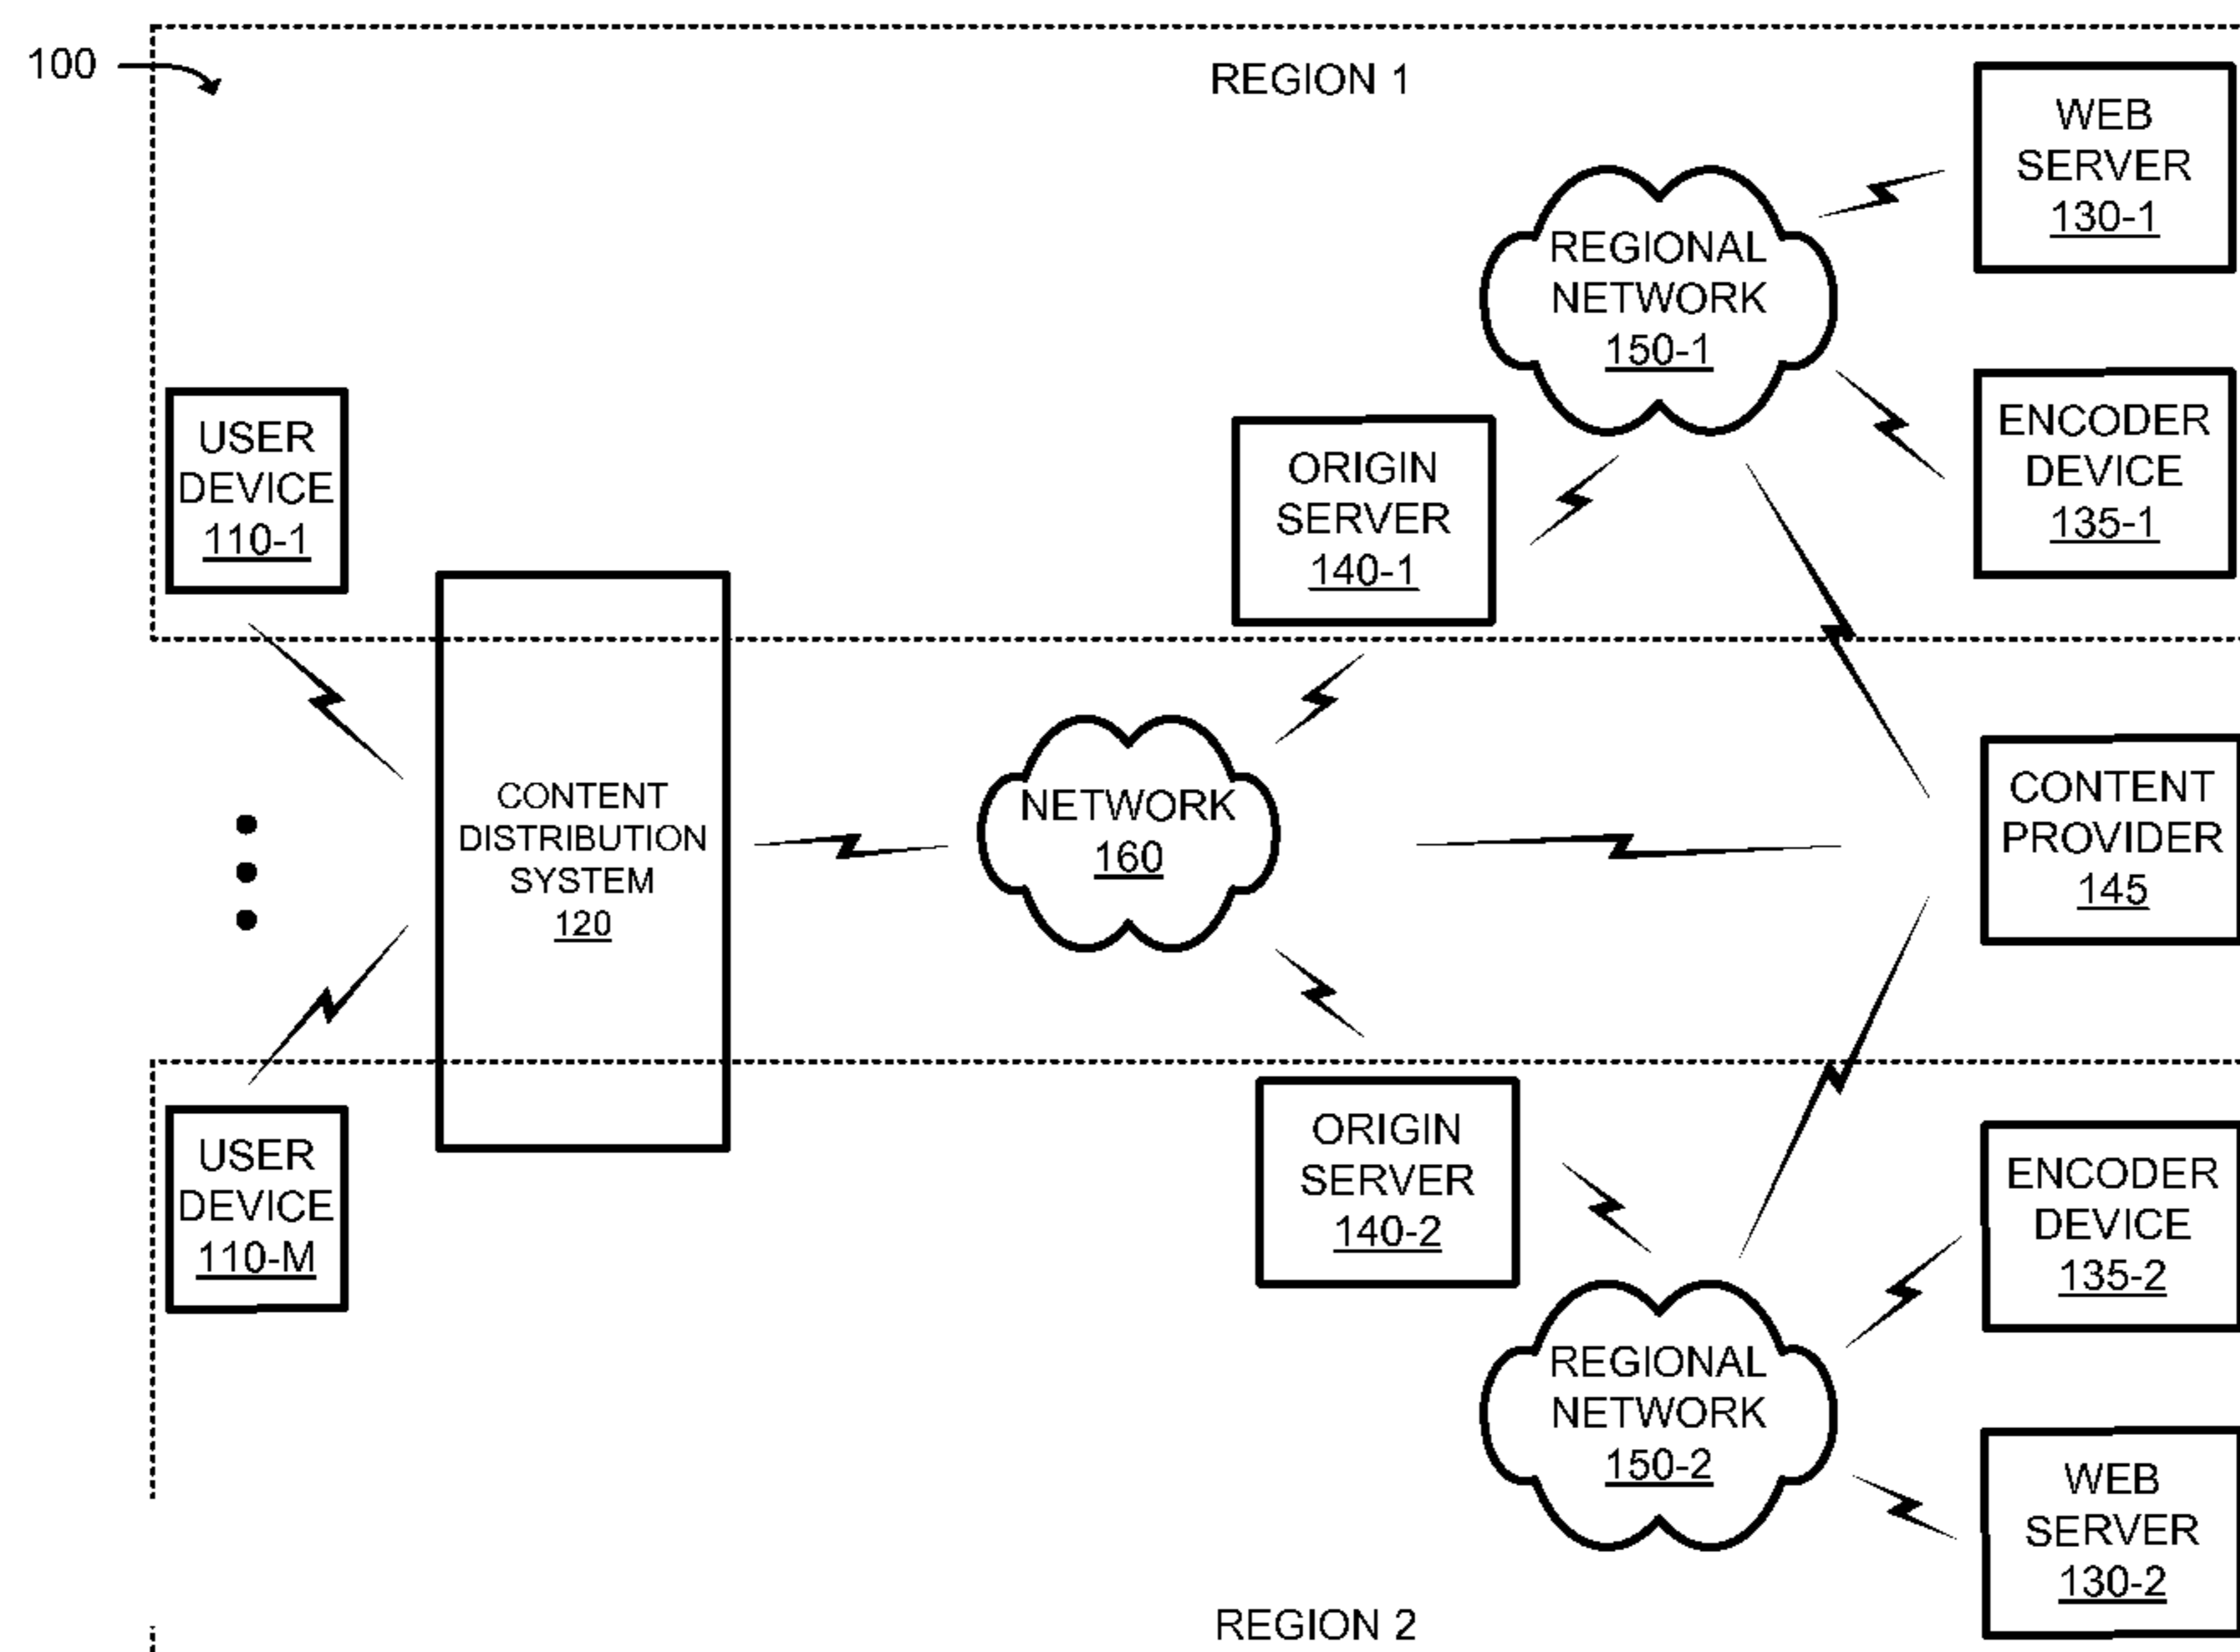 100
REGION 1
WEB
SERVER
130-1
REGIONAL
NETWORK
150-1
USER
DEVICE
110-1
ORIGIN
SERVER
140-1
ENCODER
DEVICE
135-1
CONTENT
DISTRIBUTION
SYSTEM
120
NETWORK
160
CONTENT
PROVIDER
145
USER
DEVICE
110-M
ORIGIN
SERVER
140-2
ENCODER
DEVICE
135-2
REGIONAL
NETWORK
150-2
WEB
SERVER
130-2
REGION 2